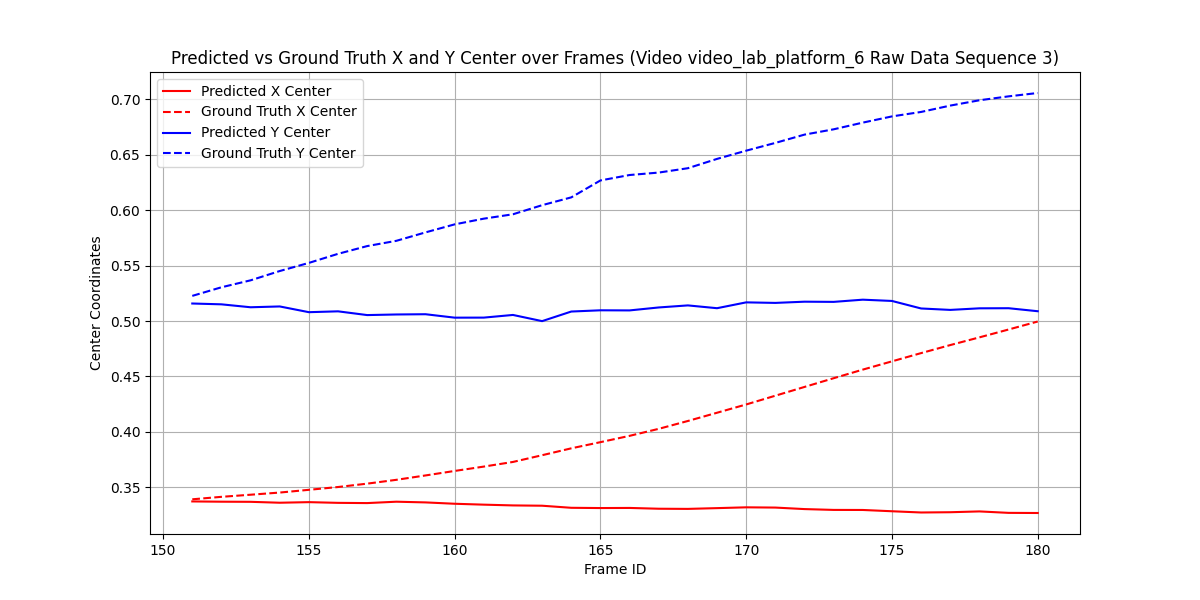 Predicted vs Ground Truth X and Y Center over Frames (Video video_lab_platform_6 Raw Data Sequence 3)
Predicted X Center
Ground Truth X Center
Predicted Y Center
Ground Truth Y Center
Center Coordinates
0.70
0.65
0.60
0.55
0.50
0.45
0.40
0.35
150 155 160 165 170 175 180
Frame ID